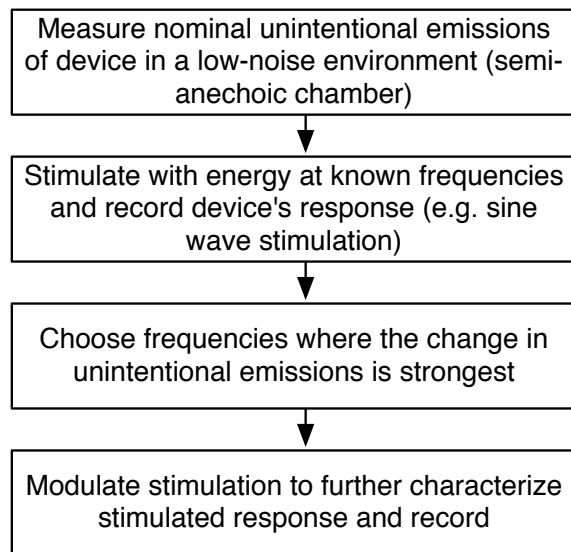 Measure nominal unintentional emissions
of device in a low-noise environment (semi-
anechoic chamber)
Stimulate with energy at known frequencies
and record device's response (e.g. sine
wave stimulation)
Choose frequencies where the change in
unintentional emissions is strongest
Modulate stimulation to further characterize
stimulated response and record